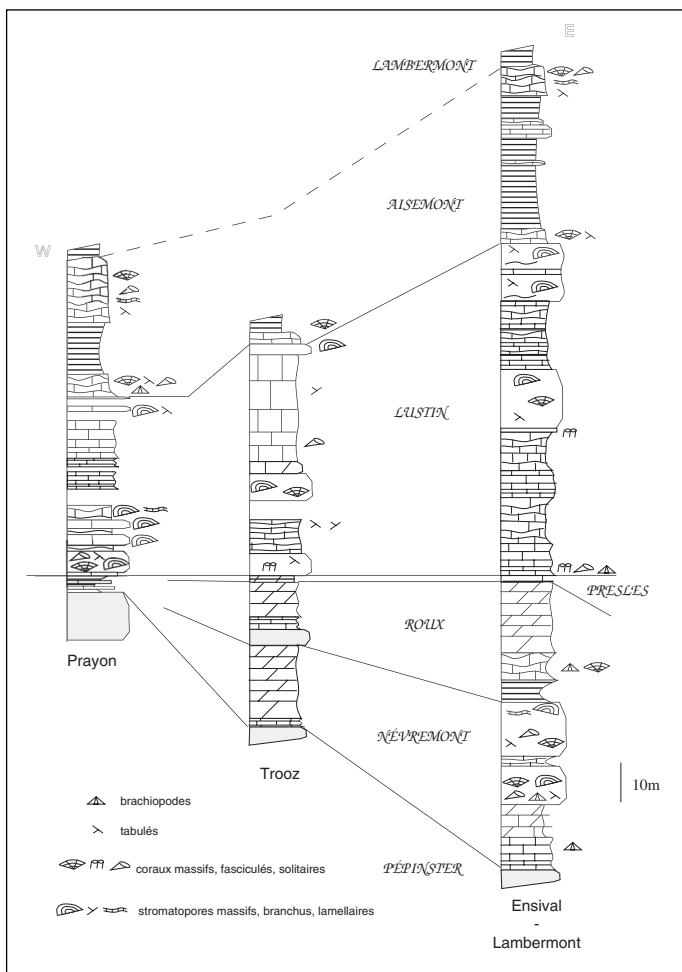 E
LAMBERMONT
AISEMONT
W
LUSTIN
PRESLES
ROUX
Prayon
NÉVREMONT
Trooz
10m
brachiopodes
tabulés
coraux massifs, fasciculés, solitaires
PÉPINSTER
stromatopores massifs, branchus, lamellaires
Ensival
-
Lambermont